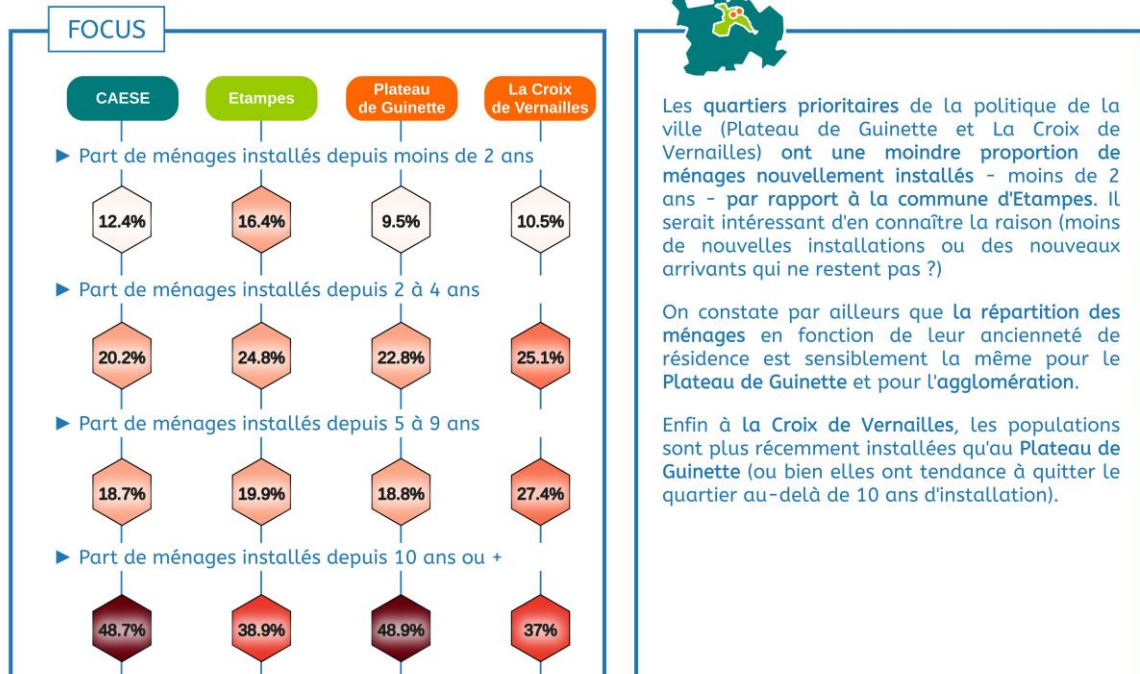 FOCUS
CAESE
Etampes
Plateau
de Guinette
La Croix
de Vernailles
► Part de ménages installés depuis moins de 2 ans
12.4%
16.4%
9.5%
10.5%
► Part de ménages installés depuis 2 à 4 ans
20.2%
24.8%
22.8%
25.1%
► Part de ménages installés depuis 5 à 9 ans
18.7%
19.9%
18.8%
27.4%
► Part de ménages installés depuis 10 ans ou +
48.7%
38.9%
48.9%
37%
Les quartiers prioritaires de la politique de la
ville (Plateau de Guinette et La Croix de
Vernailles) ont une moindre proportion de
ménages nouvellement installés - moins de 2
ans - par rapport à la commune d'Etampes. Il
serait intéressant d'en connaître la raison (moins
de nouvelles installations ou des nouveaux
arrivants qui ne restent pas ?)
On constate par ailleurs que la répartition des
ménages en fonction de leur ancienneté de
résidence est sensiblement la même pour le
Plateau de Guinette et pour l'agglomération.
Enfin à la Croix de Vernailles, les populations
sont plus récemment installées qu'au Plateau de
Guinette (ou bien elles ont tendance à quitter le
quartier au-delà de 10 ans d'installation).